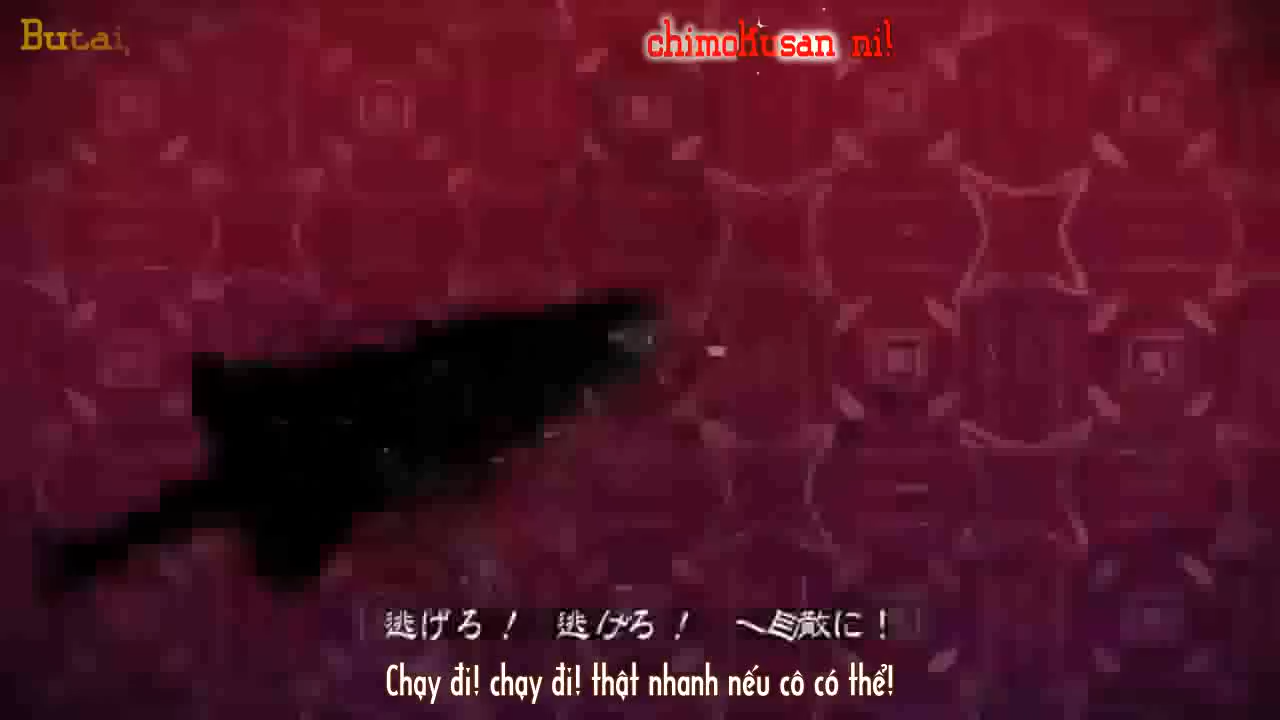 Butai,
chimokusan ni!
逃げろ! 逃げろ! 一目散に!
Chạy đi! chạy đi! thật nhanh nếu cô có thể!